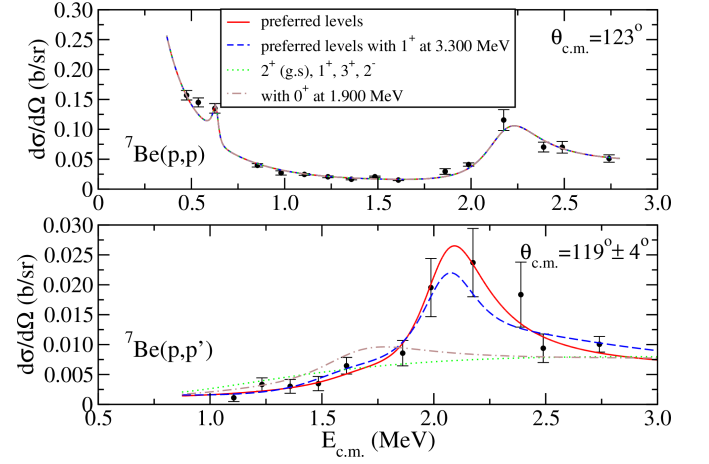 0.30
0.25
0.20
0.15
0.10
0.05
0
dσ/dΩ (b/sr)
preferred levels
preferred levels with 1⁺ at 3.300 MeV
2⁺ (g.s), 1⁺, 3⁺, 2⁻
with 0⁺ at 1.900 MeV
θc.m.=123°
⁷Be(p,p)
0 0.5 1.0 1.5 2.0 2.5 3.0
0.030
0.025
0.020
0.015
0.010
0.005
0.000
dσ/dΩ (b/sr)
θc.m.=119°± 4°
⁷Be(p,p’)
0.5 1.0 1.5 2.0 2.5 3.0
Ec.m. (MeV)